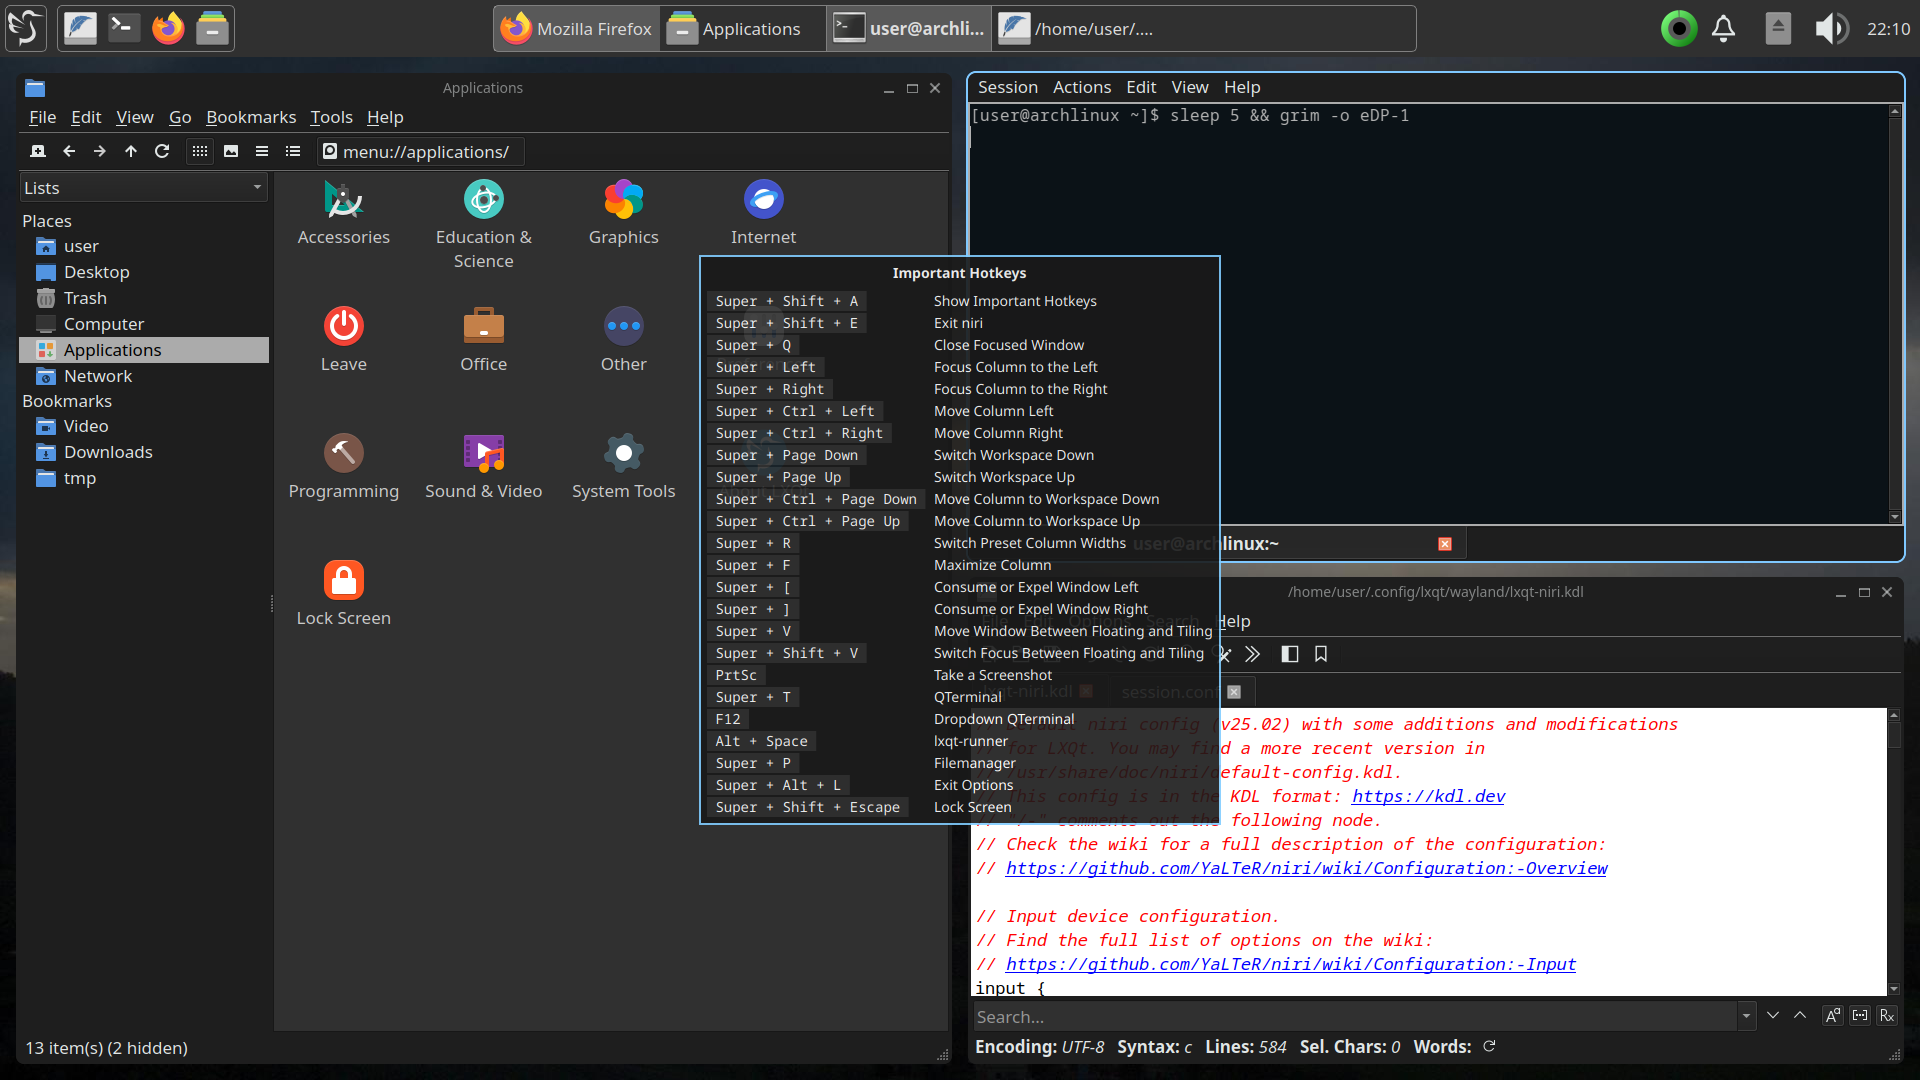 Mozilla Firefox
Applications
user@archli...
/home/user/....
22:10
Applications
File Edit View Go Bookmarks Tools Help
menu://applications/
Lists
Places
user
Desktop
Trash
Computer
Applications
Network
Bookmarks
Video
Downloads
tmp
Accessories
Education &
Science
Graphics
Internet
Leave
Office
Other
Programming
Sound & Video
System Tools
Lock Screen
13 item(s) (2 hidden)
Session Actions Edit View Help
[user@archlinux ~]$ sleep 5 && grim -o eDP-1
user@archlinux:~
Important Hotkeys
Super + Shift + A Show Important Hotkeys
Super + Shift + E Exit niri
Super + Q Close Focused Window
Super + Left Focus Column to the Left
Super + Right Focus Column to the Right
Super + Ctrl + Left Move Column Left
Super + Ctrl + Right Move Column Right
Super + Page Down Switch Workspace Down
Super + Page Up Switch Workspace Up
Super + Ctrl + Page Down Move Column to Workspace Down
Super + Ctrl + Page Up Move Column to Workspace Up
Super + R Switch Preset Column Widths
Super + F Maximize Column
Super + [ Consume or Expel Window Left
Super + ] Consume or Expel Window Right
Super + V Move Window Between Floating and Tiling
Super + Shift + V Switch Focus Between Floating and Tiling
PrtSc Take a Screenshot
Super + T QTerminal
F12 Dropdown QTerminal
Alt + Space lxqt-runner
Super + P Filemanager
Super + Alt + L Exit Options
Super + Shift + Escape Lock Screen
/home/user/.config/lxqt/wayland/lxqt-niri.kdl
File Edit Options Search Help
lxqt-niri.kdl
session.conf
// Default niri config (v25.02) with some additions and modifications
// for LXQt. You may find a more recent version in
// /usr/share/doc/niri/default-config.kdl.
// This config is in the KDL format: https://kdl.dev
// "/-" comments out the following node.
// Check the wiki for a full description of the configuration:
// https://github.com/YaLTeR/niri/wiki/Configuration:-Overview
// Input device configuration.
// Find the full list of options on the wiki:
// https://github.com/YaLTeR/niri/wiki/Configuration:-Input
input {
Search...
Encoding: UTF-8 Syntax: c Lines: 584 Sel. Chars: 0 Words: